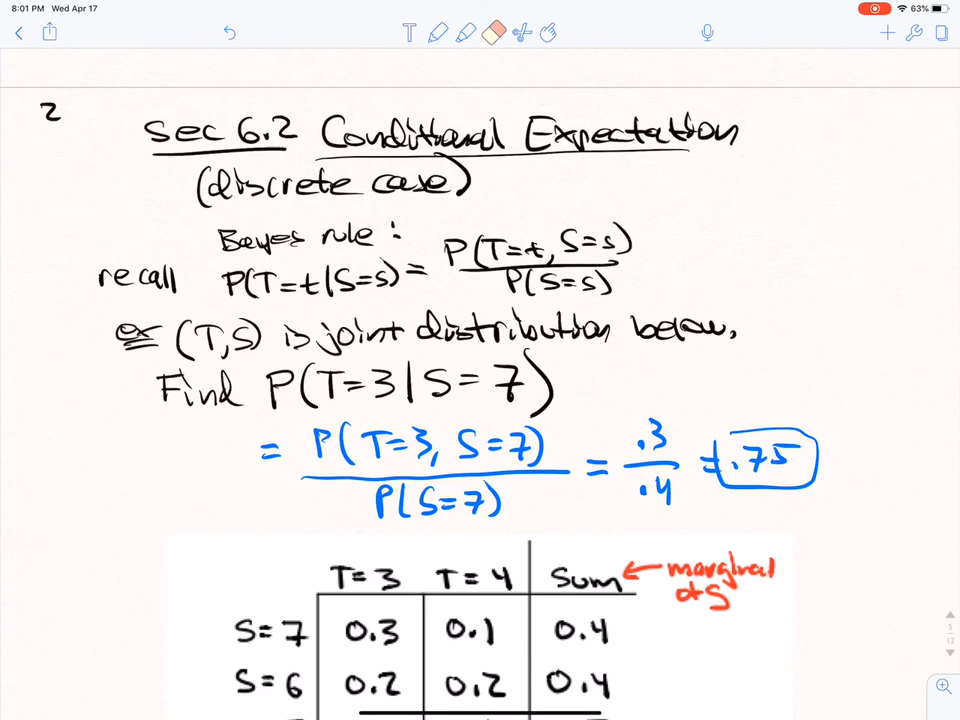 8:01 PM Wed Apr 17
63%
2
Sec 6.2 Conditional Expectation
(discrete case)
Bayes rule:
recall P(T=t|S=s) = P(T=t, S=s) / P(S=s)
ex (T,S) is joint distribution below.
Find P(T=3|S=7)
= P(T=3, S=7) / P(S=7) = .3 / .4 = .75
T=3 T=4 Sum ← marginal
of S
S=7 0.3 0.1 0.4
S=6 0.2 0.2 0.4